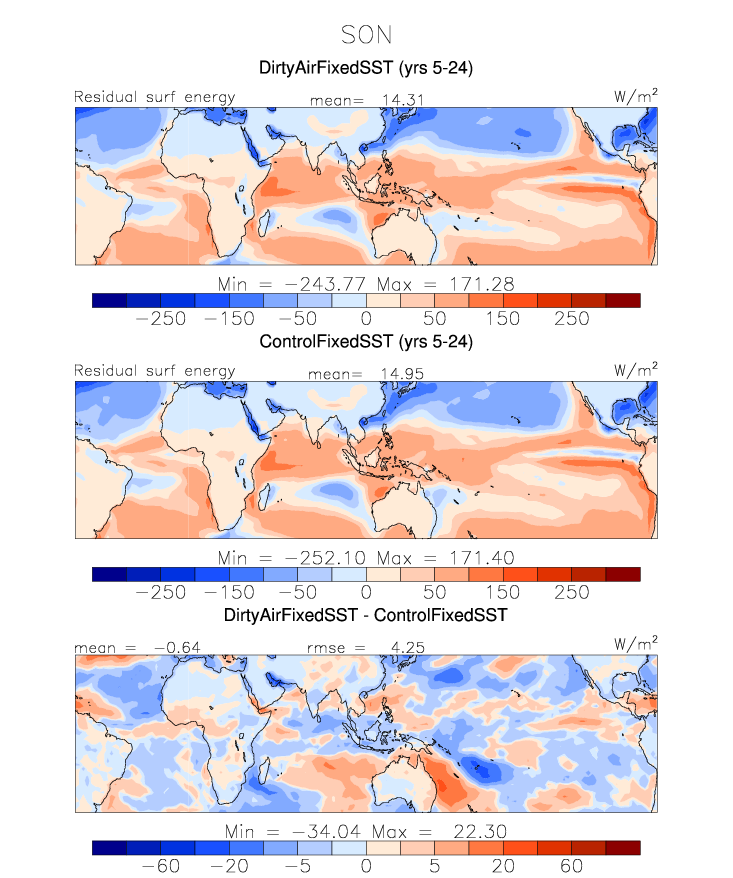 SON
DirtyAirFixedSST (yrs 5-24)
Residual surf energy mean= 14.31 W/m²
Min = −243.77 Max = 171.28
−250 −150 −50 0 50 150 250
ControlFixedSST (yrs 5-24)
Residual surf energy mean= 14.95 W/m²
Min = −252.10 Max = 171.40
−250 −150 −50 0 50 150 250
DirtyAirFixedSST - ControlFixedSST
mean = −0.64 rmse = 4.25 W/m²
Min = −34.04 Max = 22.30
−60 −20 −5 0 5 20 60